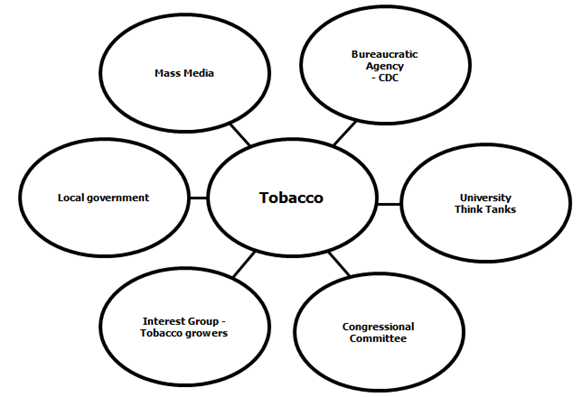 Mass Media
Bureaucratic
Agency
- CDC
Local government
Tobacco
University
Think Tanks
Interest Group -
Tobacco growers
Congressional
Committee